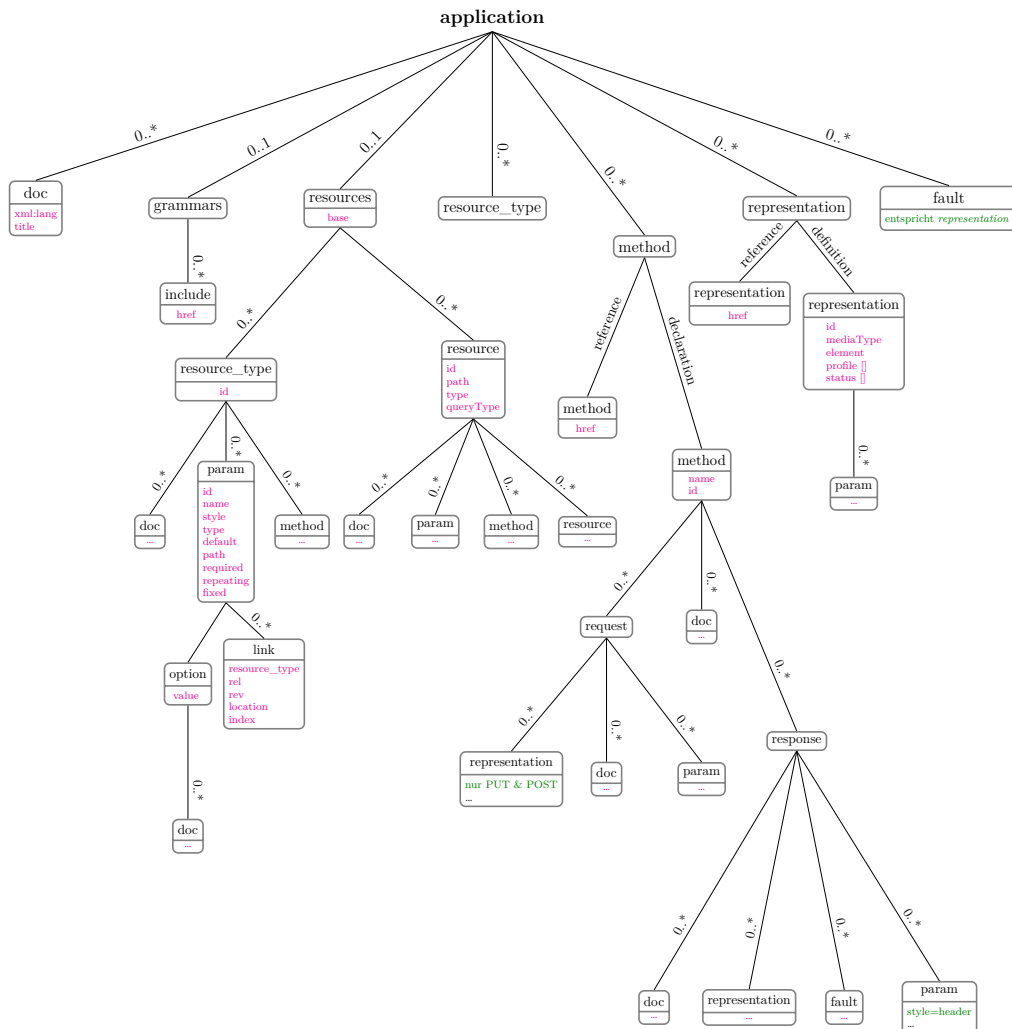 application
0..*
0..1
0..1
0..*
0..*
0..*
0..*
doc
xml:lang
title
grammars
resources
base
resource_type
method
representation
fault
entspricht representation
0..*
include
href
0..*
0..*
reference
declaration
reference
definition
representation
href
representation
id
mediaType
element
profile []
status []
resource_type
id
resource
id
path
type
queryType
method
href
method
name
id
0..*
param
...
0..*
0..*
0..*
doc
...
param
id
name
style
type
default
path
required
repeating
fixed
method
...
0..*
0..*
0..*
0..*
doc
...
param
...
method
...
resource
...
0..*
0..*
0..*
request
doc
...
response
0..*
option
value
link
resource_type
rel
rev
location
index
0..*
doc
...
0..*
0..*
0..*
representation
nur PUT & POST
...
doc
...
param
...
0..*
0..*
0..*
0..*
doc
...
representation
...
fault
...
param
style=header
...